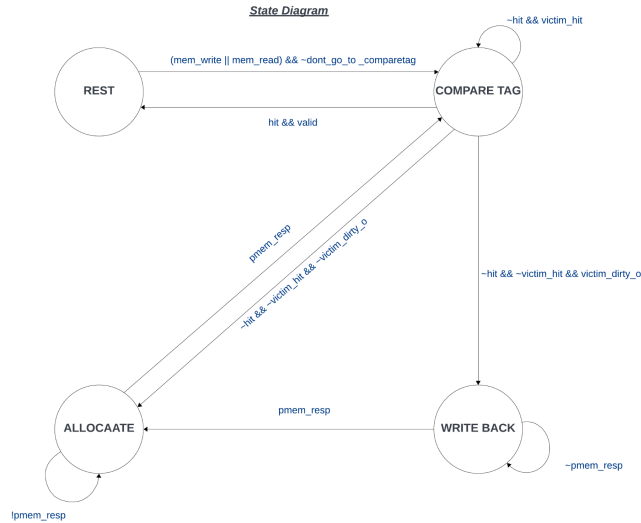 State Diagram
~hit && victim_hit
(mem_write || mem_read) && ~dont_go_to _comparetag
REST
COMPARE TAG
hit && valid
pmem_resp
~hit && ~victim_hit && ~victim_dirty_o
~hit && ~victim_hit && victim_dirty_o
pmem_resp
ALLOCAATE
WRITE BACK
~pmem_resp
!pmem_resp